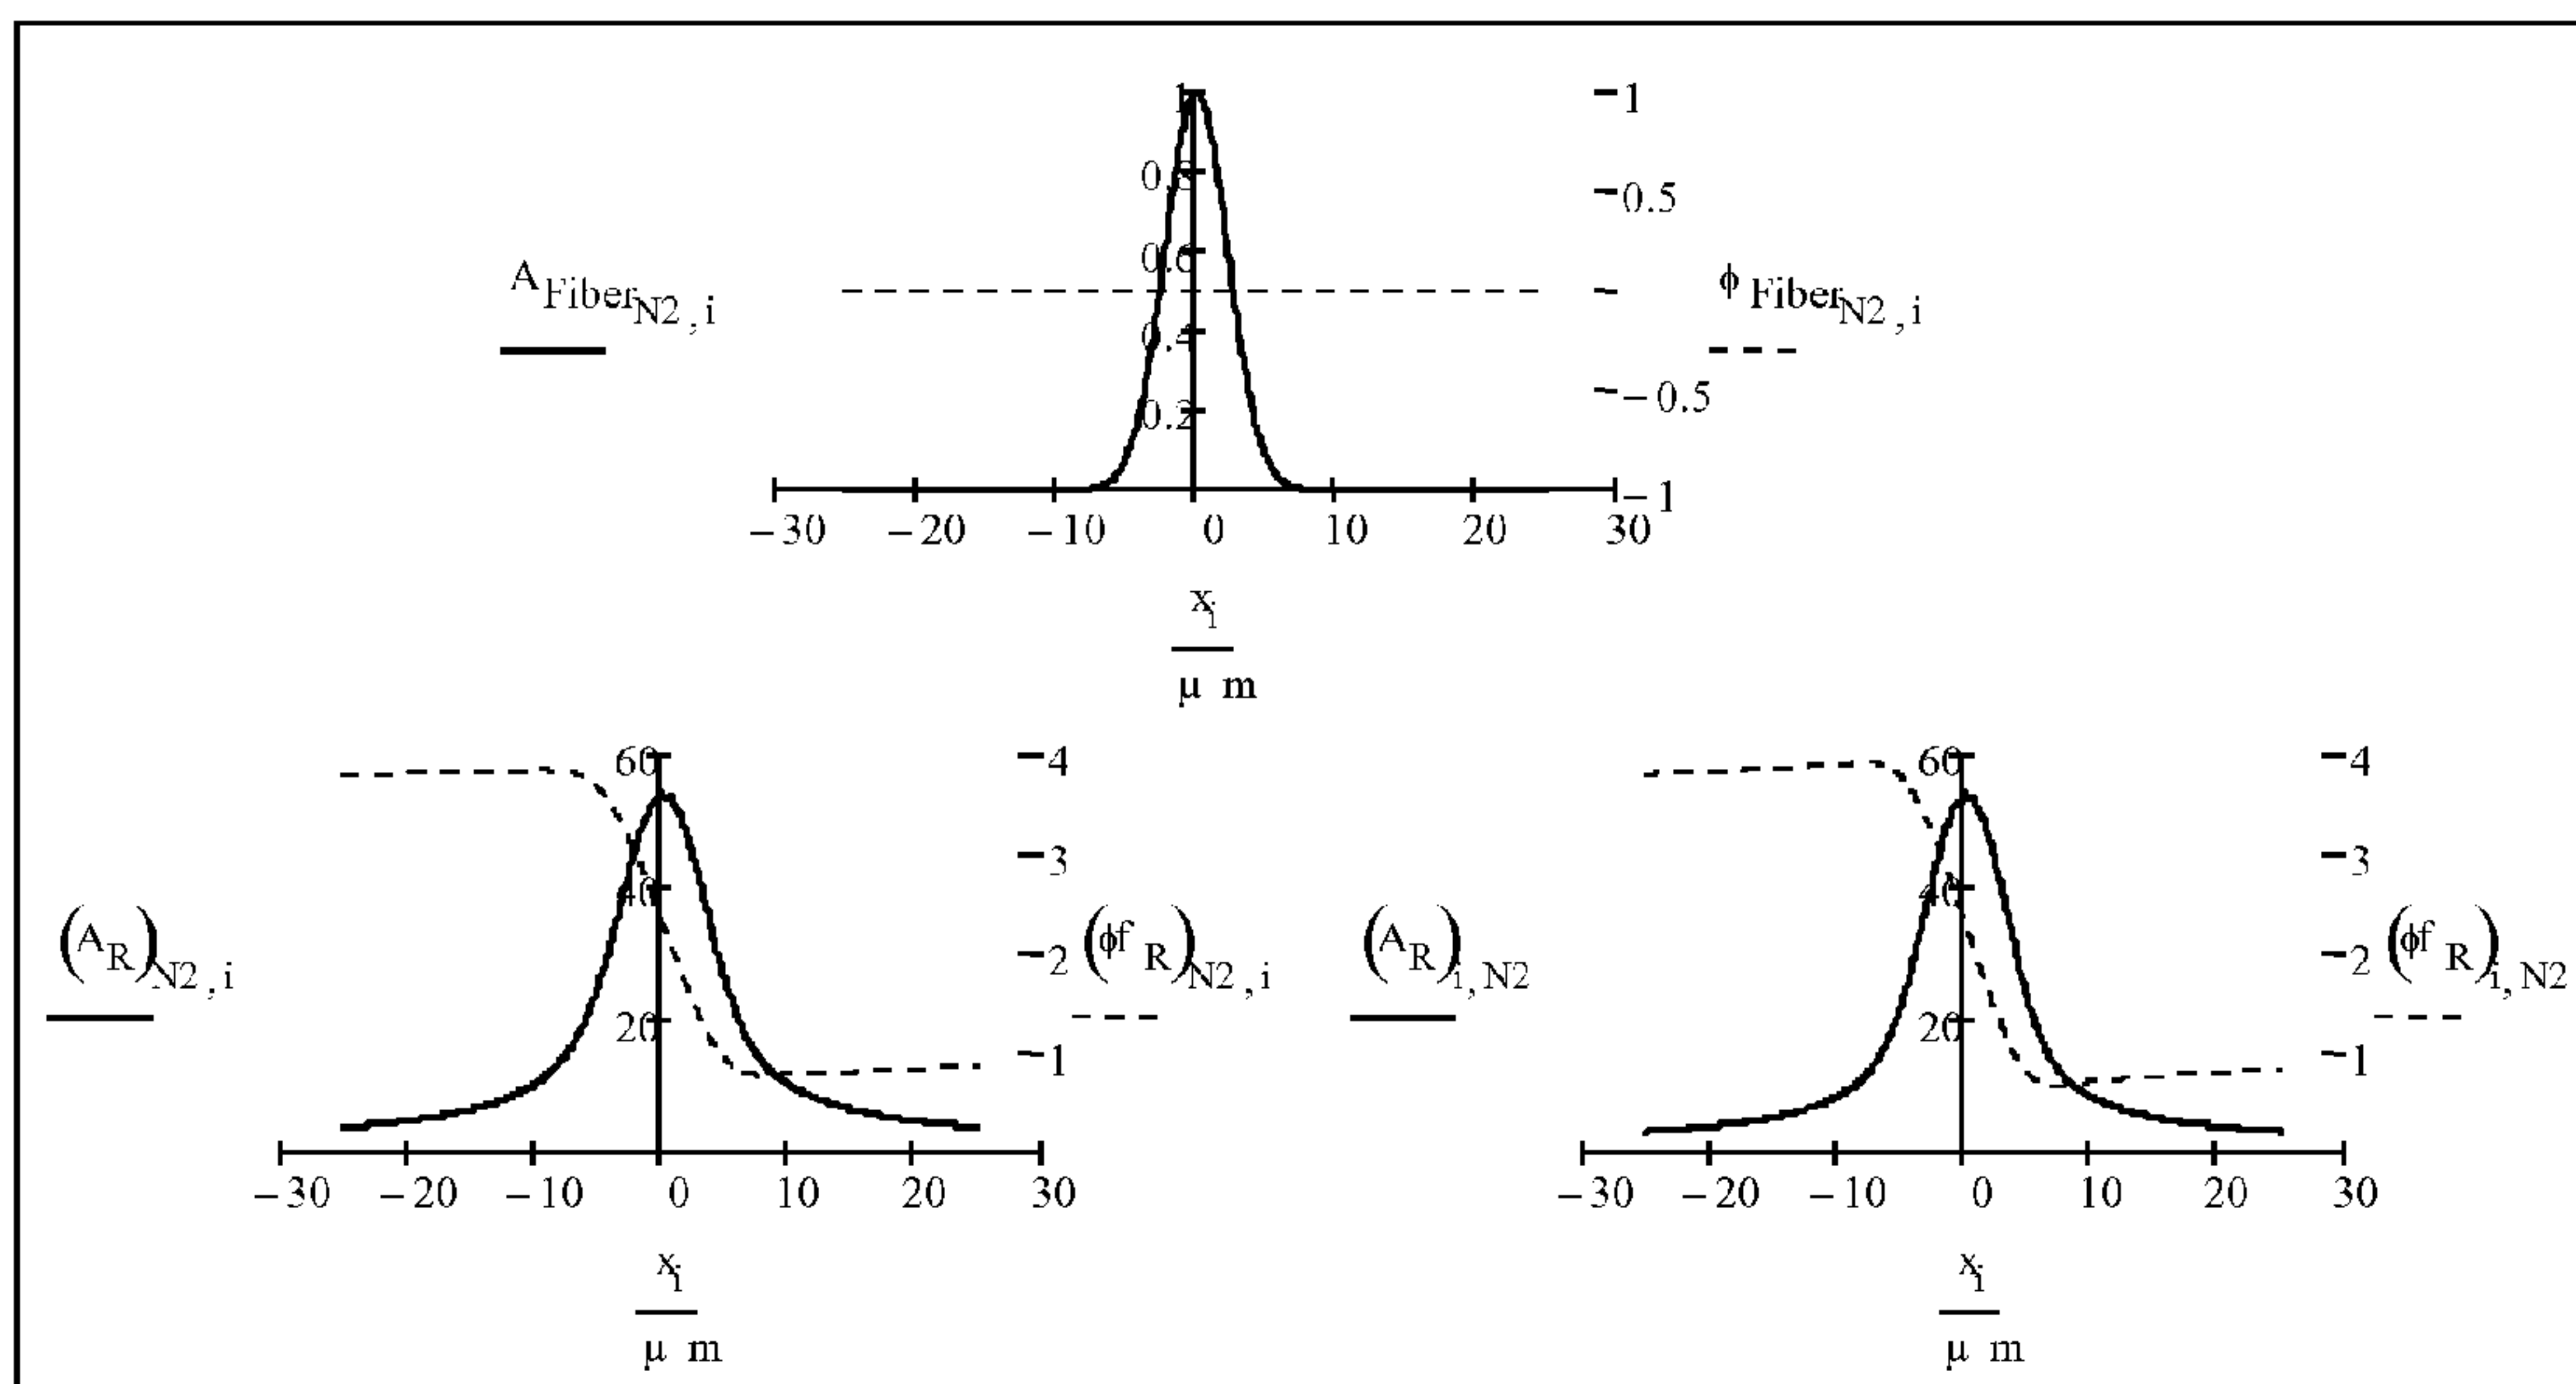 1 1
0.8
0.5
0.6
A Fiber N2 , i
ϕ Fiber N2 , i
0.4
0.2
− 0.5
− 1
−30 −20 −10 0 10 20 30
x i
μ m
60 4
3
40
(A R) N2 , i
2 (ϕf R) N2 , i
20
1
−30 −20 −10 0 10 20 30
x i
μ m
60 4
3
40
(A R) i , N2
2 (ϕf R) i , N2
20
1
−30 −20 −10 0 10 20 30
x i
μ m